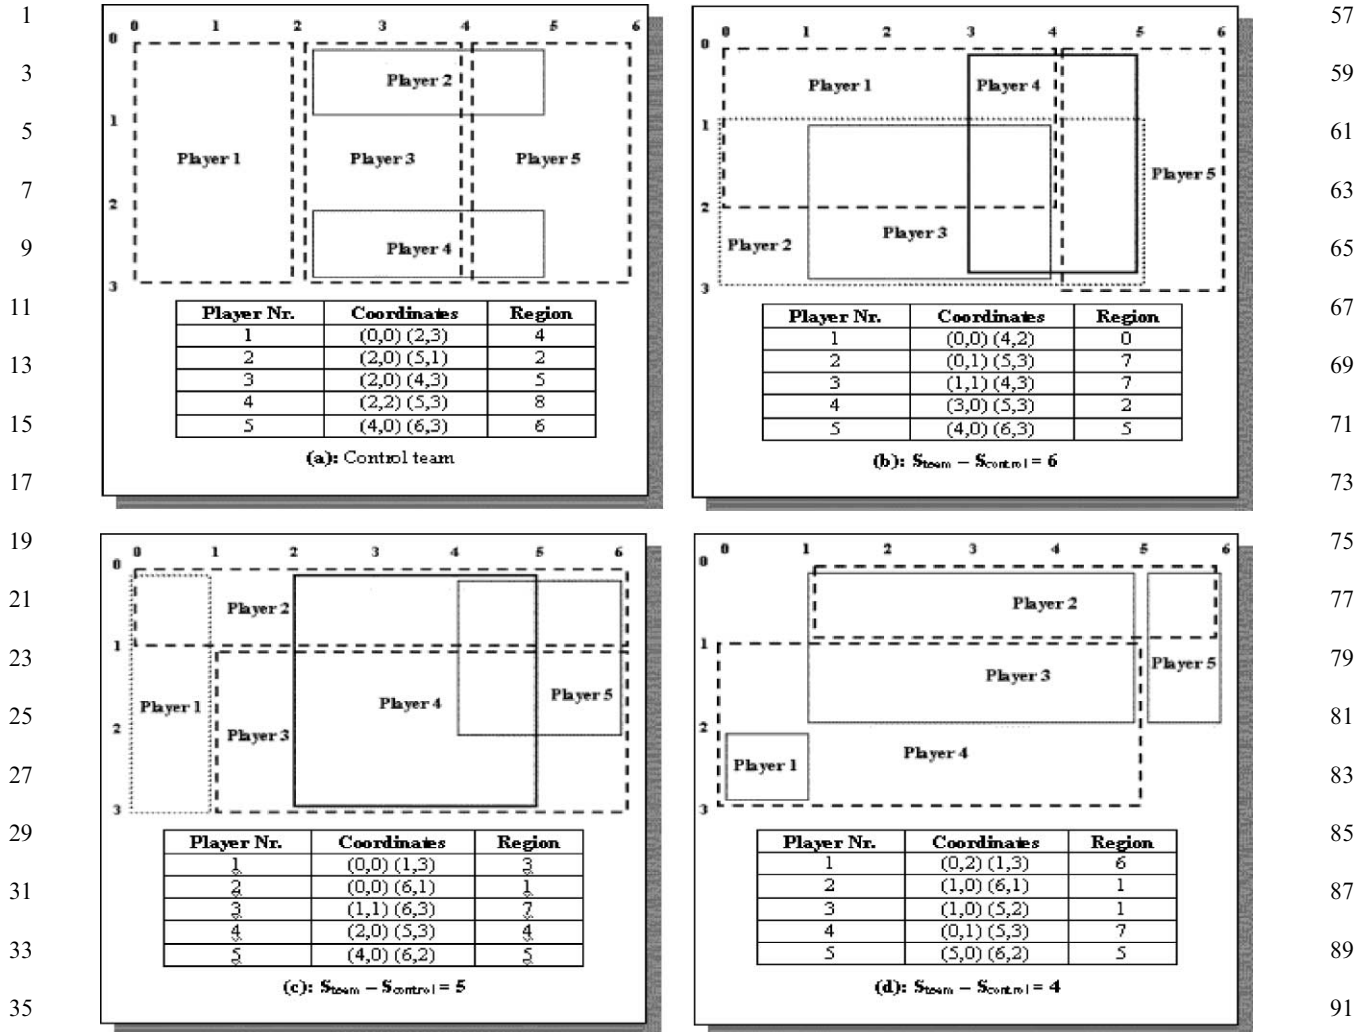 1
3
5
7
9
11
13
15
17
19
21
23
25
27
29
31
33
35
0 1 2 3 4 5 6
0
1
2
3
Player 1
Player 2
Player 3
Player 4
Player 5
Player Nr. Coordinates Region
1 (0,0) (2,3) 4
2 (2,0) (5,1) 2
3 (2,0) (4,3) 5
4 (2,2) (5,3) 8
5 (4,0) (6,3) 6
(a): Control team
0 1 2 3 4 5 6
0
1
2
3
Player 1
Player 4
Player 5
Player 2
Player 3
Player Nr. Coordinates Region
1 (0,0) (4,2) 0
2 (0,1) (5,3) 7
3 (1,1) (4,3) 7
4 (3,0) (5,3) 2
5 (4,0) (6,3) 5
(b): Steam – Scontrol = 6
0 1 2 3 4 5 6
0
1
2
3
Player 2
Player 1
Player 3
Player 4
Player 5
Player Nr. Coordinates Region
1 (0,0) (1,3) 3
2 (0,0) (6,1) 1
3 (1,1) (6,3) 7
4 (2,0) (5,3) 4
5 (4,0) (6,2) 5
(c): Steam – Scontrol = 5
0 1 2 3 4 5 6
0
1
2
3
Player 2
Player 3
Player 5
Player 1
Player 4
Player Nr. Coordinates Region
1 (0,2) (1,3) 6
2 (1,0) (6,1) 1
3 (1,0) (5,2) 1
4 (0,1) (5,3) 7
5 (5,0) (6,2) 5
(d): Steam – Scontrol = 4
57
59
61
63
65
67
69
71
73
75
77
79
81
83
85
87
89
91